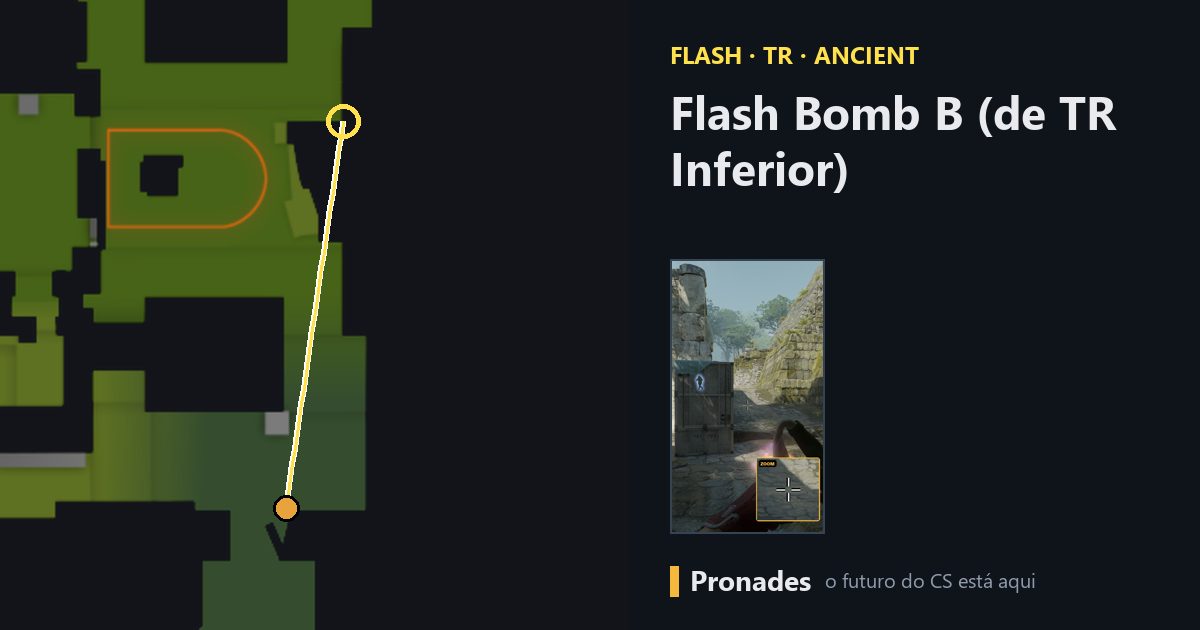 FLASH · TR · ANCIENT
Flash Bomb B (de TR
Inferior)
ZOOM
Pronades o futuro do CS está aqui